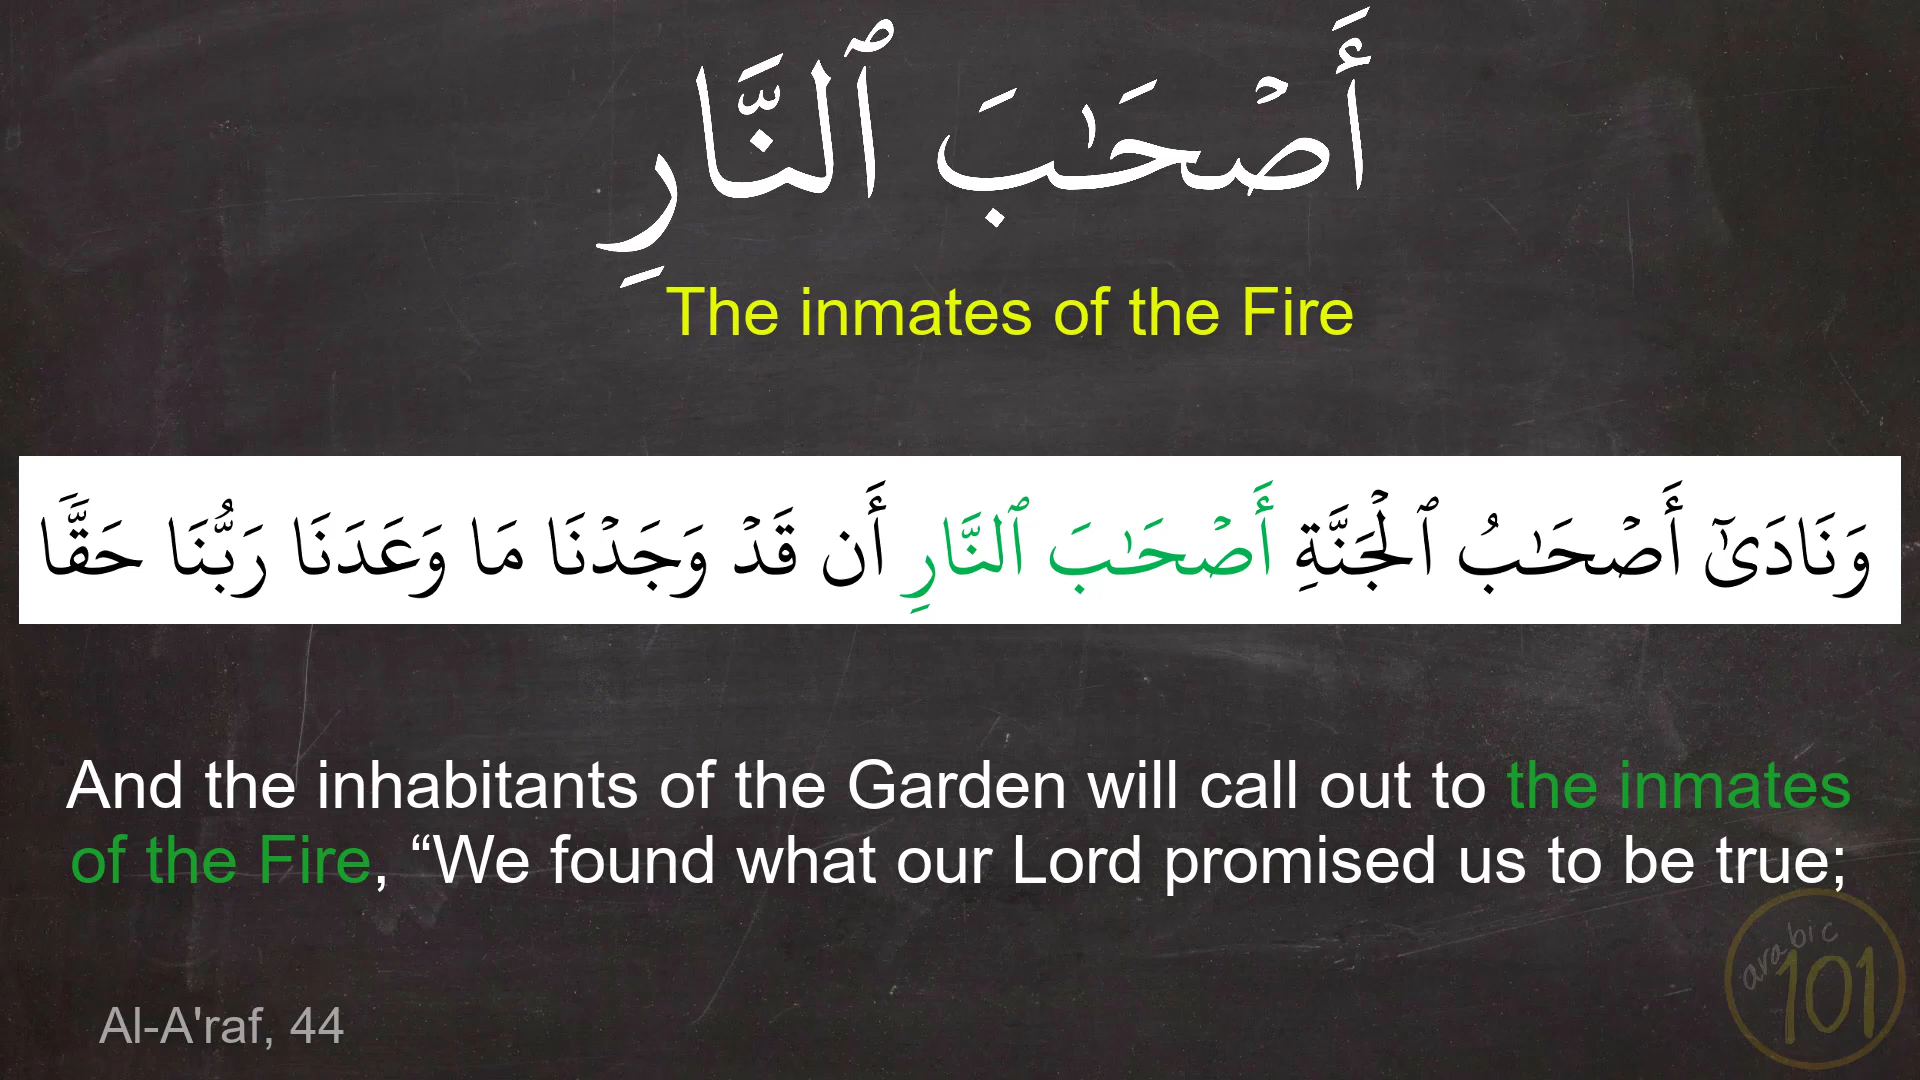 أَصْحَـٰبَ ٱلنَّارِ
The inmates of the Fire
وَنَادَىٰٓ أَصْحَـٰبُ ٱلْجَنَّةِ أَصْحَـٰبَ ٱلنَّارِ أَن قَدْ وَجَدْنَا مَا وَعَدَنَا رَبُّنَا حَقًّا
And the inhabitants of the Garden will call out to the inmates
of the Fire, “We found what our Lord promised us to be true;
arabic
101
Al-A'raf, 44